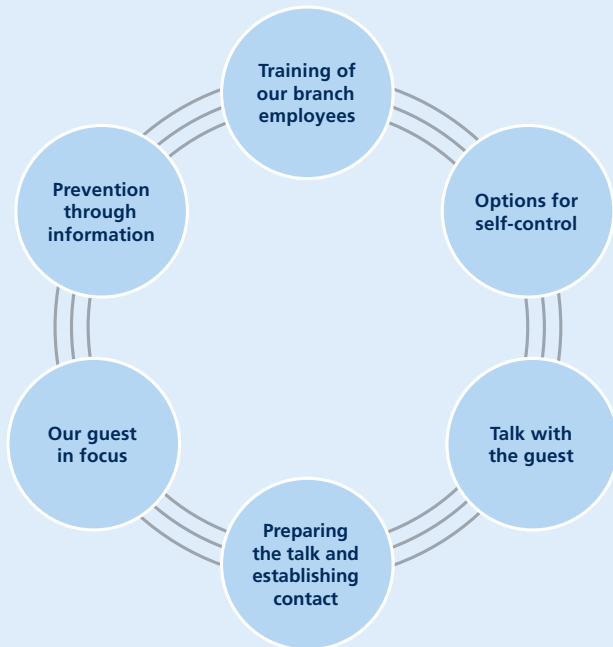 Training of
our branch
employees
Prevention
through
information
Options for
self-control
Our guest
in focus
Talk with
the guest
Preparing
the talk and
establishing
contact